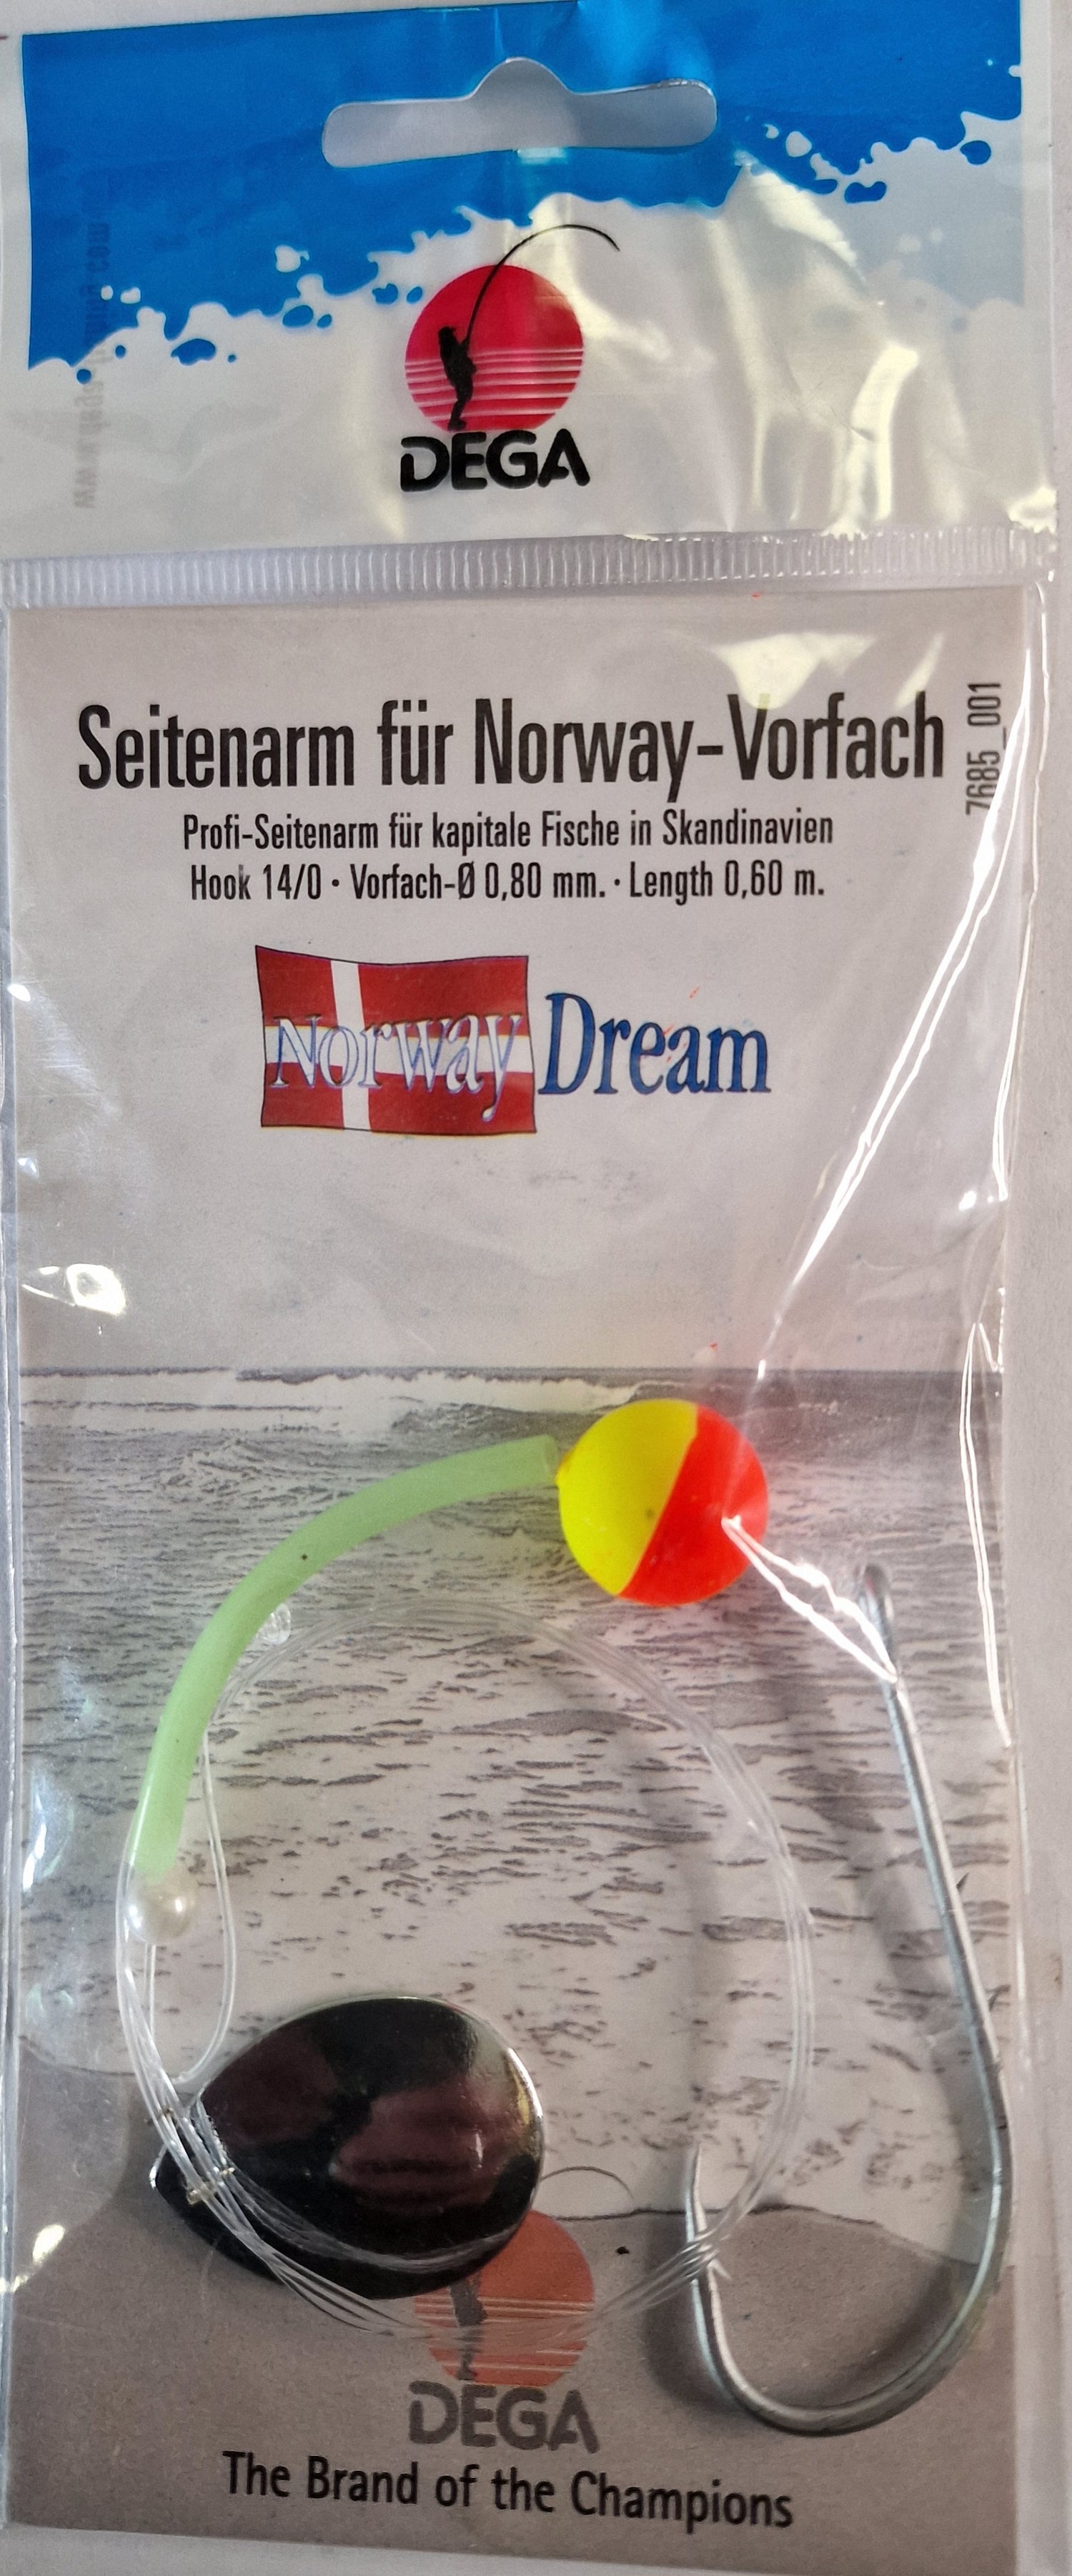 DEGA
Seitenarm für Norway-Vorfach
7685_001
Profi-Seitenarm für kapitale Fische in Skandinavien
Hook 14/0 · Vorfach-Ø 0,80 mm. · Length 0,60 m.
Norway Dream
DEGA
The Brand of the Champions